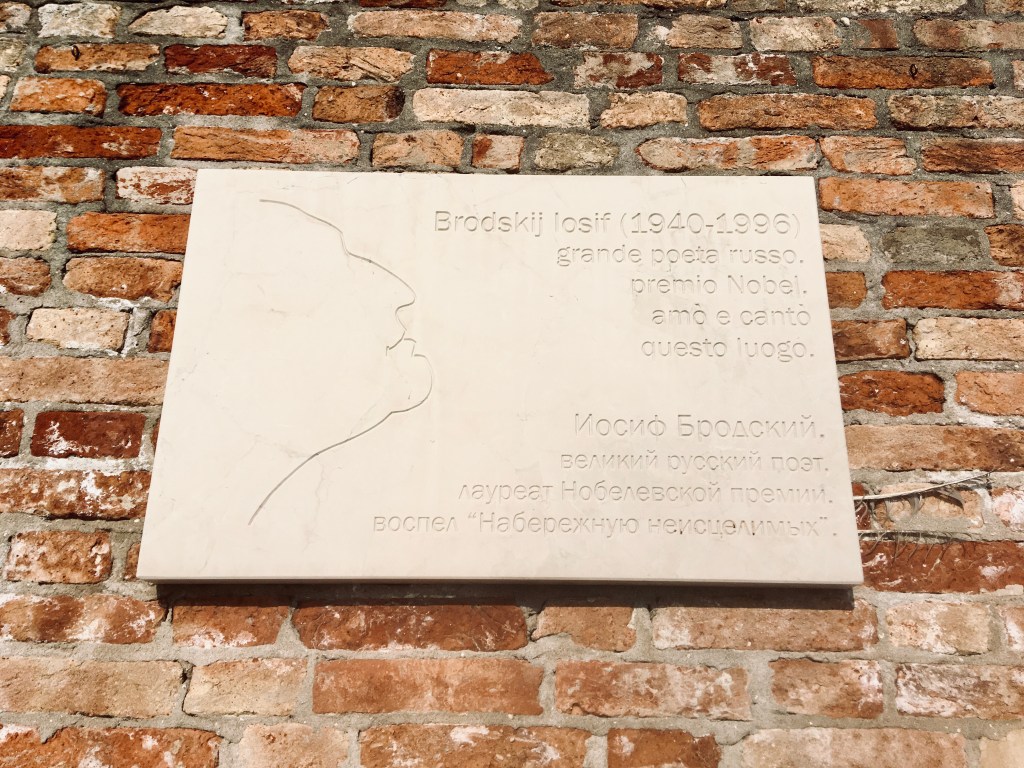 Brodskij Iosif (1940-1996)
grande poeta russo.
premio Nobel.
amò e cantò
questo luogo.
Иосиф Бродский.
великий русский поэт.
лауреат Нобелевской премии.
воспел "Набережную неисцелимых".